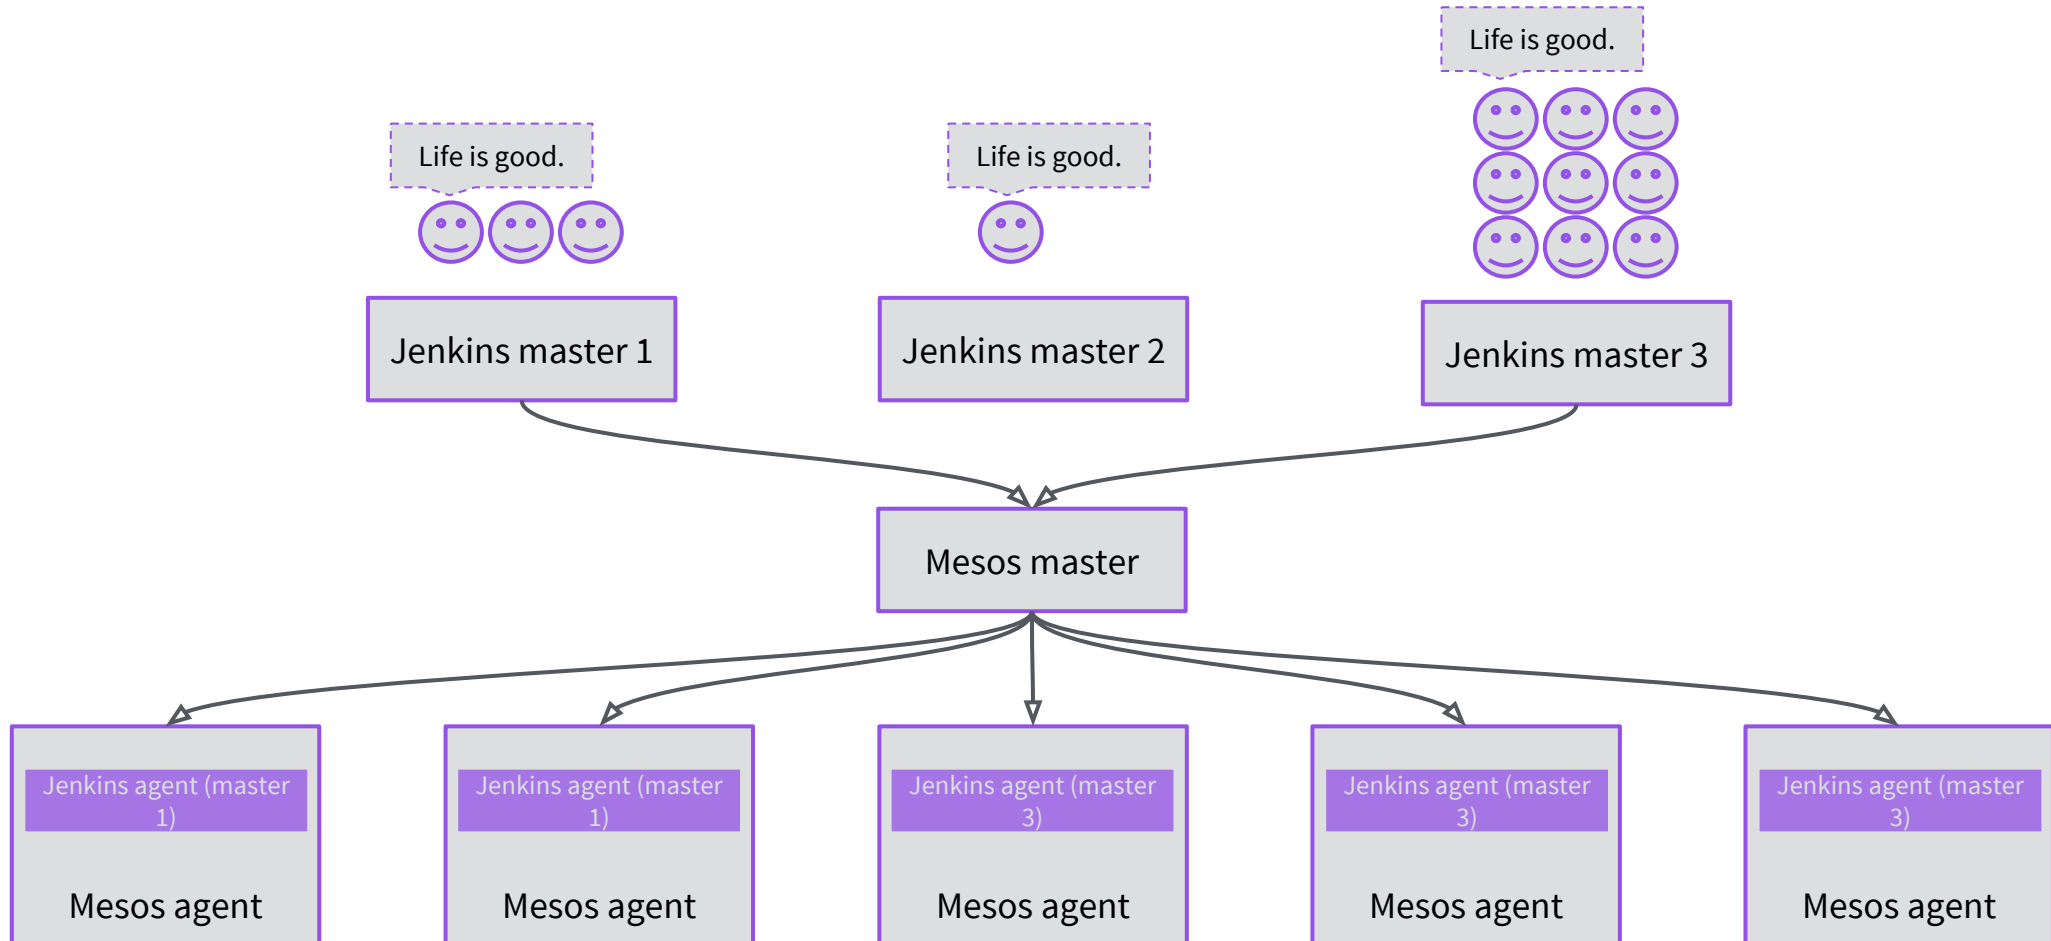 Life is good.
Life is good.
Life is good.
Jenkins master 1
Jenkins master 2
Jenkins master 3
Mesos master
Jenkins agent (master
1)
Jenkins agent (master
1)
Jenkins agent (master
3)
Jenkins agent (master
3)
Jenkins agent (master
3)
Mesos agent
Mesos agent
Mesos agent
Mesos agent
Mesos agent